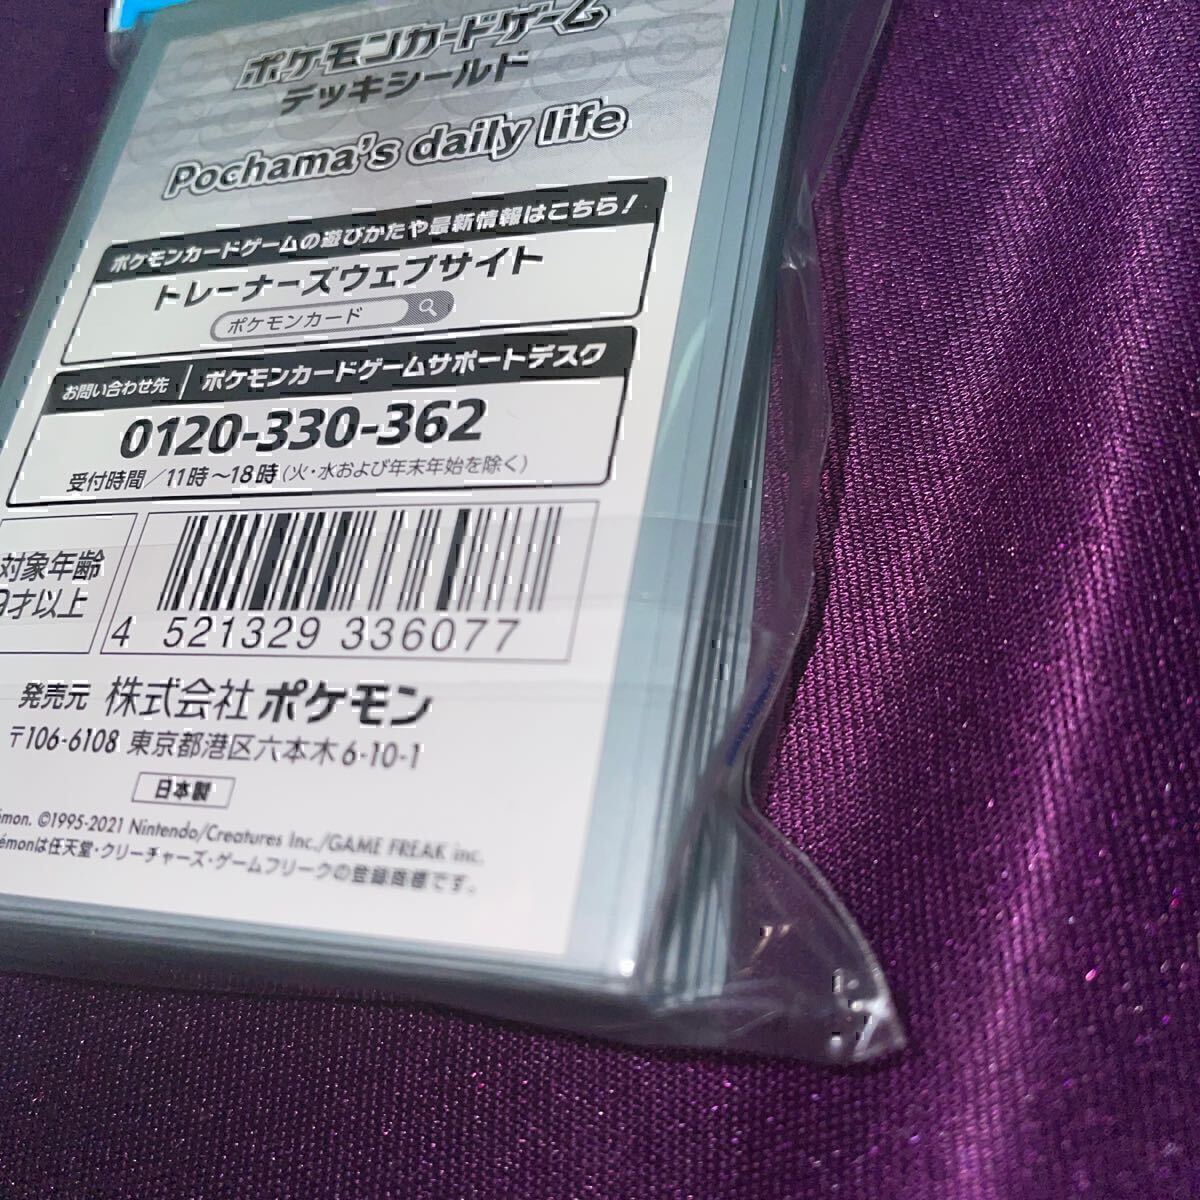 ポケモンカードゲーム
デッキシールド
Pochama's daily life
ポケモンカードゲームの遊びかたや最新情報はこちら!
トレーナーズウェブサイト
ポケモンカード
お問い合わせ先 ポケモンカードゲームサポートデスク
0120-330-362
受付時間/11時~18時(火・水および年末年始を除く)
対象年齢
9才以上
4 521329 336077
発売元 株式会社 ポケモン
〒106-6108 東京都港区六本木6-10-1
日本製
émon. ©1995-2021 Nintendo/Creatures Inc./GAME FREAK inc.
émonは任天堂・クリーチャーズ・ゲームフリークの登録商標です。